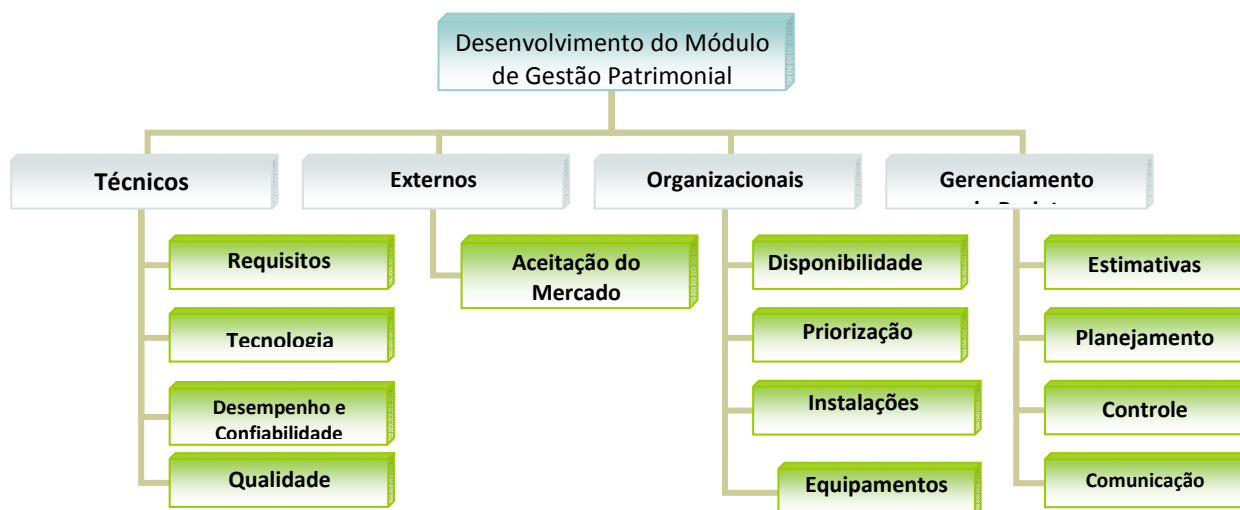 Desenvolvimento do Módulo
de Gestão Patrimonial
Técnicos
Externos
Organizacionais
Gerenciamento
Requisitos
Tecnologia
Desempenho e
Confiabilidade
Qualidade
Aceitação do
Mercado
Disponibilidade
Priorização
Instalações
Equipamentos
Estimativas
Planejamento
Controle
Comunicação